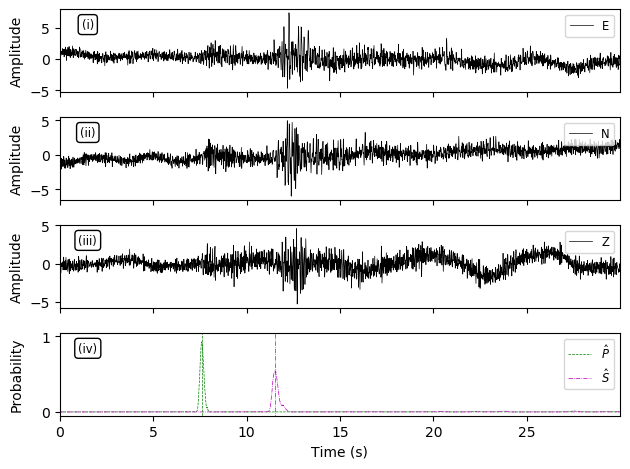 (i)
E
5
0
−5
Amplitude
(ii)
N
5
0
−5
Amplitude
(iii)
Z
5
0
−5
Amplitude
(iv)
P̂
Ŝ
1
0
Probability
0 5 10 15 20 25
Time (s)